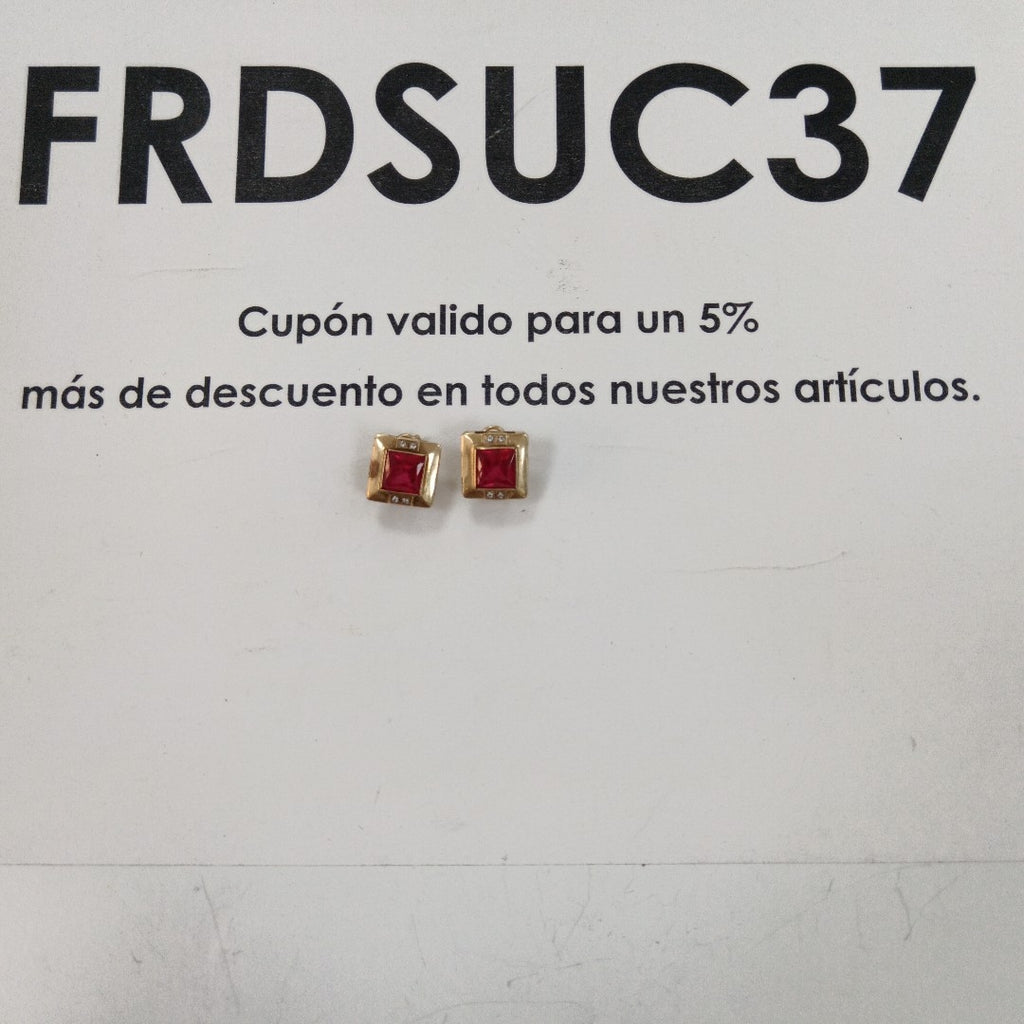 FRDSUC37
Cupón valido para un 5%
más de descuento en todos nuestros artículos.